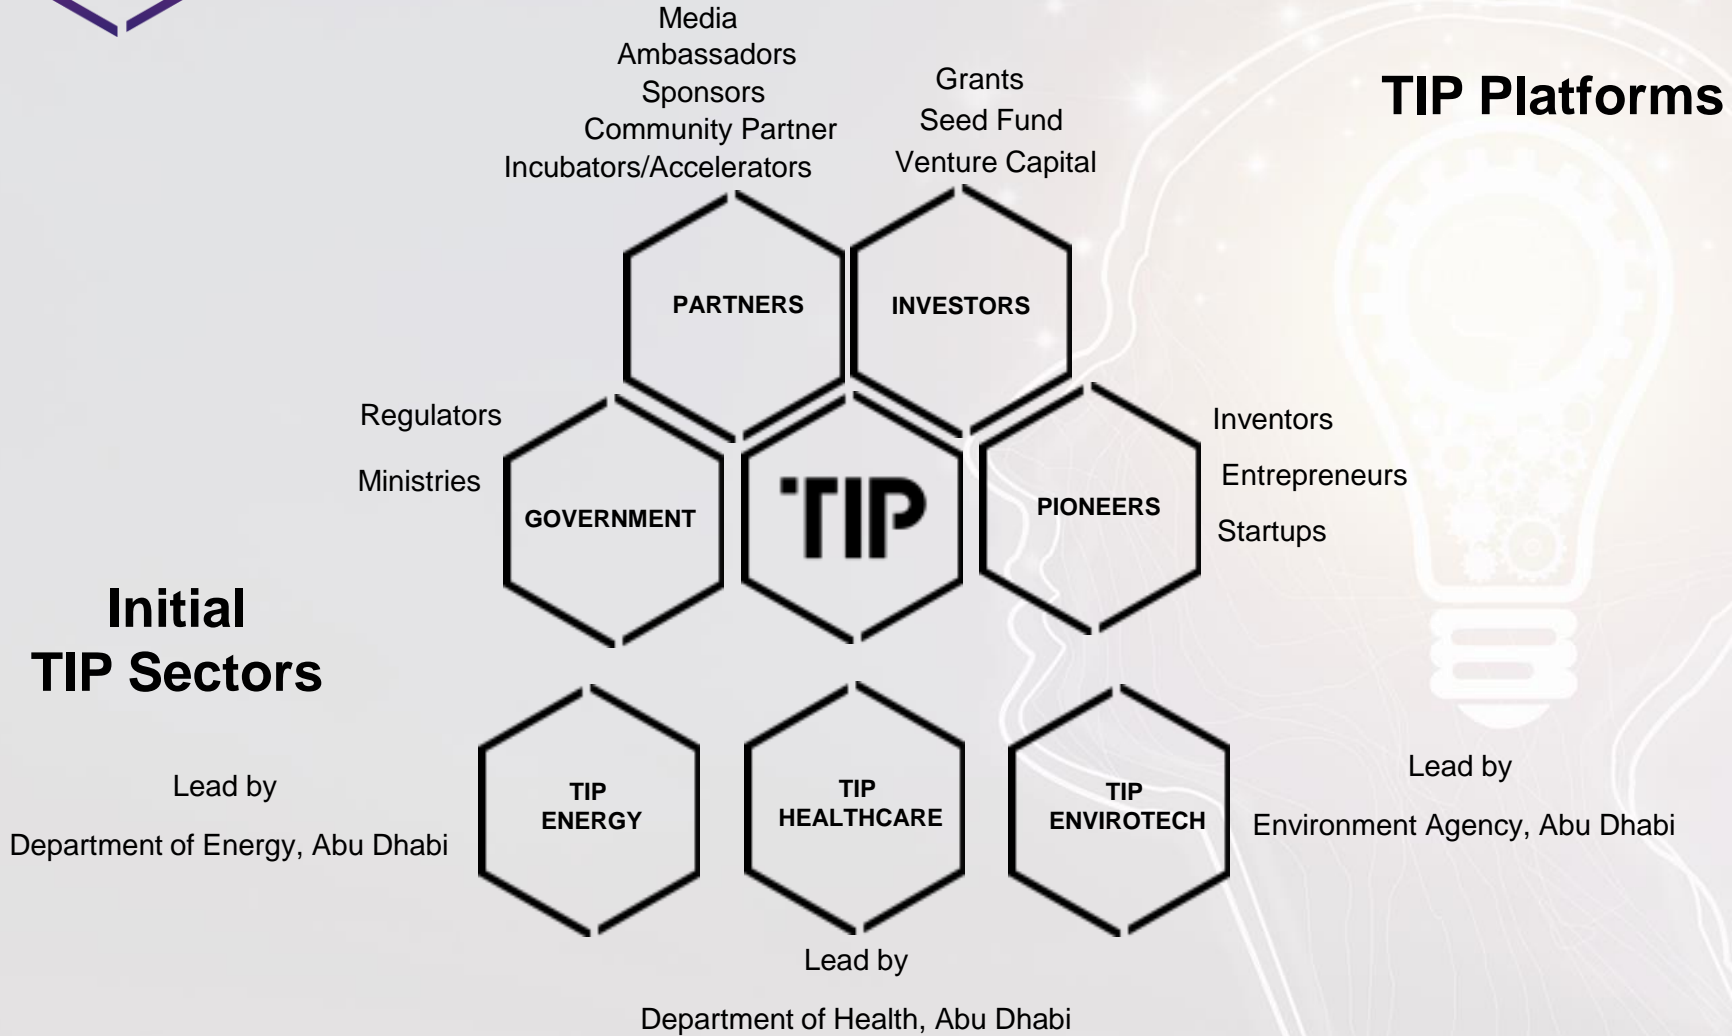 Media
Ambassadors
Sponsors
Community Partner
Incubators/Accelerators
Grants
Seed Fund
Venture Capital
TIP Platforms
PARTNERS
INVESTORS
Regulators
Ministries
GOVERNMENT
TIP
PIONEERS
Inventors
Entrepreneurs
Startups
Initial
TIP Sectors
Lead by
Department of Energy, Abu Dhabi
TIP
ENERGY
TIP
HEALTHCARE
TIP
ENVIROTECH
Lead by
Environment Agency, Abu Dhabi
Lead by
Department of Health, Abu Dhabi